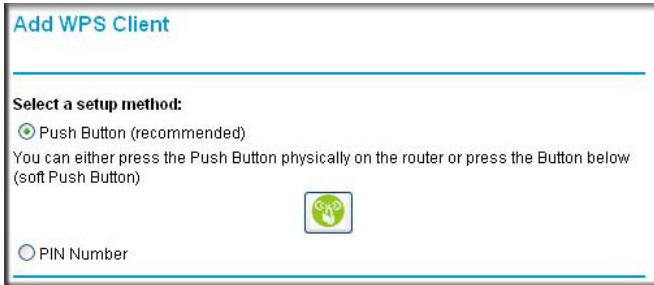 Add WPS Client
Select a setup method:
Push Button (recommended)
You can either press the Push Button physically on the router or press the Button below
(soft Push Button)
PIN Number